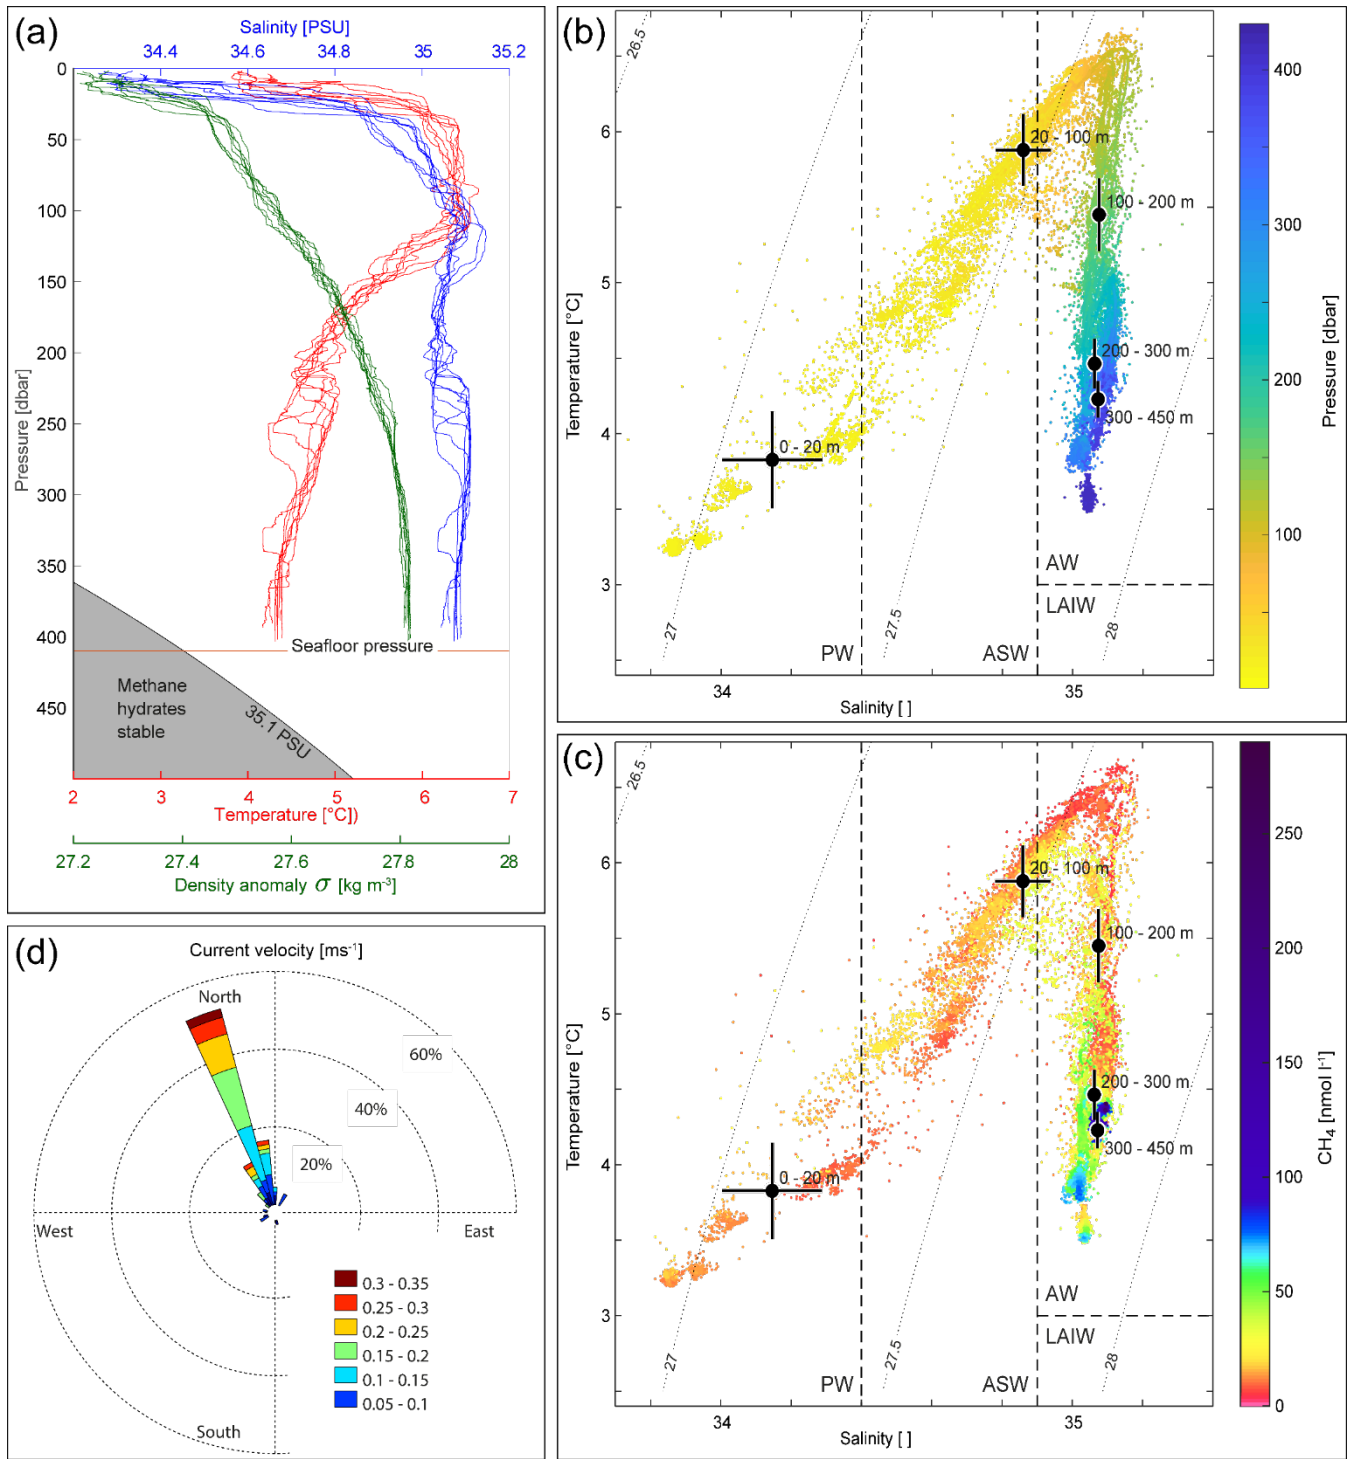 (a)
Salinity [PSU]
34.4 34.6 34.8 35 35.2
0
50
100
150
200
250
300
350
400
450
Pressure [dbar]
Seafloor pressure
Methane
hydrates
stable
35.1 PSU
2 3 4 5 6 7
Temperature [°C])
27.2 27.4 27.6 27.8 28
Density anomaly σ [kg m-3]
(b)
26.5
27
27.5
28
6
5
4
3
Temperature [°C]
20 - 100 m
100 - 200 m
200 - 300 m
300 - 450 m
0 - 20 m
AW
LAIW
PW
ASW
34 35
Salinity [ ]
400
300
200
100
Pressure [dbar]
(c)
26.5
27
27.5
28
6
5
4
3
Temperature [°C]
20 - 100 m
100 - 200 m
200 - 300 m
300 - 450 m
0 - 20 m
AW
LAIW
PW
ASW
34 35
Salinity [ ]
250
200
150
100
50
0
CH4 [nmol l-1]
(d)
Current velocity [ms-1]
North
60%
40%
20%
West
East
South
0.3 - 0.35
0.25 - 0.3
0.2 - 0.25
0.15 - 0.2
0.1 - 0.15
0.05 - 0.1